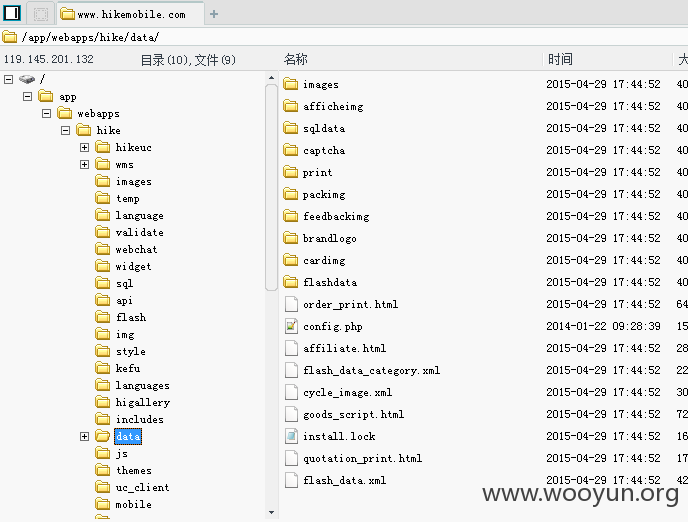 www.hikemobile.com
/app/webapps/hike/data/
119.145.201.132 目录(10),文件(9) 名称 时间
/
app
webapps
hike
hikeuc
wms
images
temp
language
validate
webchat
widget
sql
api
flash
img
style
kefu
languages
higallery
includes
data
js
themes
uc_client
mobile
images 2015-04-29 17:44:52 40
afficheimg 2015-04-29 17:44:52 40
sqldata 2015-04-29 17:44:52 40
captcha 2015-04-29 17:44:52 40
print 2015-04-29 17:44:52 40
packimg 2015-04-29 17:44:52 40
feedbackimg 2015-04-29 17:44:52 40
brandlogo 2015-04-29 17:44:52 40
cardimg 2015-04-29 17:44:52 40
flashdata 2015-04-29 17:44:52 40
order_print.html 2015-04-29 17:44:52 64
config.php 2014-01-22 09:28:39 15
affiliate.html 2015-04-29 17:44:52 28
flash_data_category.xml 2015-04-29 17:44:52 22
cycle_image.xml 2015-04-29 17:44:52 30
goods_script.html 2015-04-29 17:44:52 72
install.lock 2015-04-29 17:44:52 16
quotation_print.html 2015-04-29 17:44:52 17
flash_data.xml 2015-04-29 17:44:52 42
www.wooyun.org